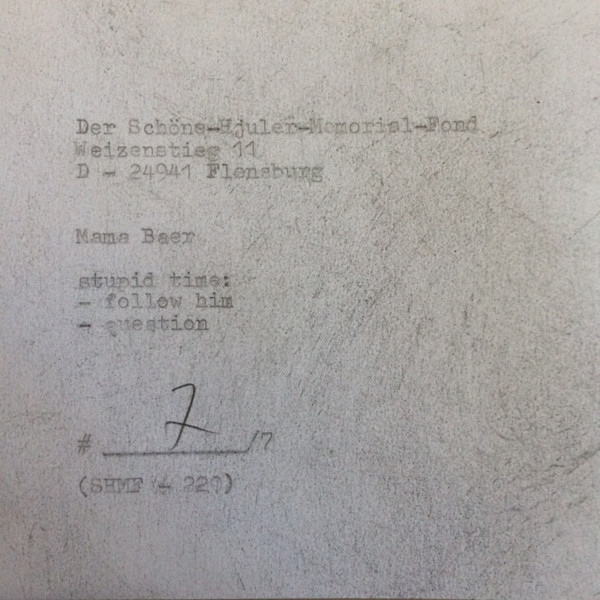 Der Schöne-Hjuler-Memorial-Fond
Weizenstieg 11
D - 24941 Flensburg
Mama Baer
stupid time:
- follow him
- question
# 7 /7
(SHMF - 229)